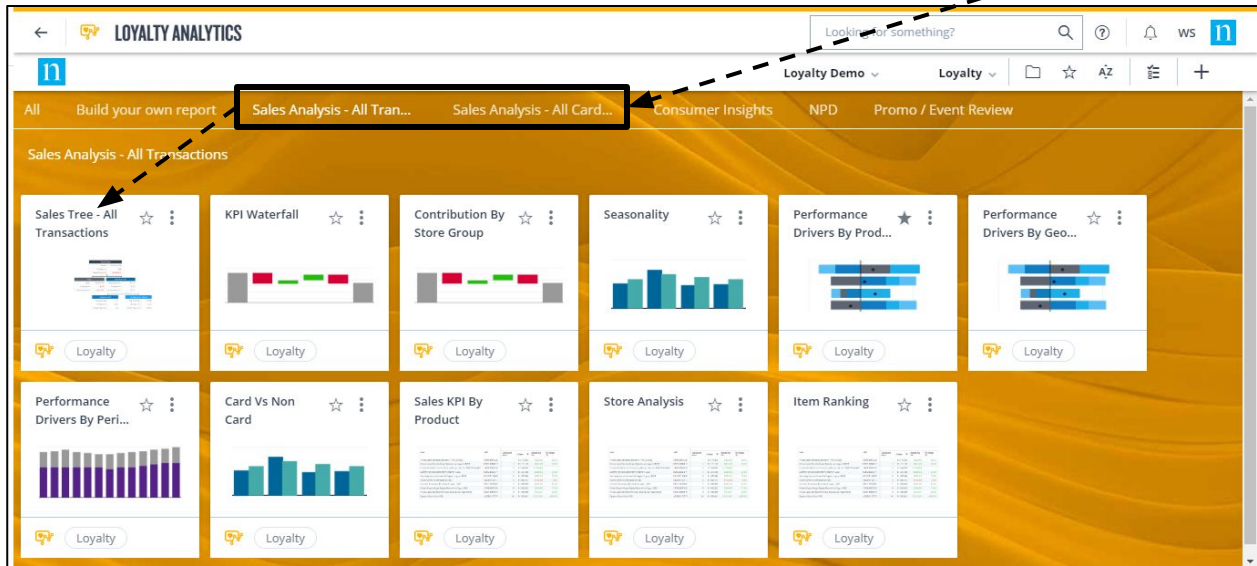 LOYALTY ANALYTICS
Looking for something?
WS
n
n
Loyalty Demo
Loyalty
AZ
All
Build your own report
Sales Analysis - All Tran...
Sales Analysis - All Card...
Consumer Insights
NPD
Promo / Event Review
Sales Analysis - All Transactions
Sales Tree - All
Transactions
KPI Waterfall
Contribution By
Store Group
Seasonality
Performance
Drivers By Prod...
Performance
Drivers By Geo...
Loyalty
Loyalty
Loyalty
Loyalty
Loyalty
Loyalty
Performance
Drivers By Peri...
Card Vs Non
Card
Sales KPI By
Product
Store Analysis
Item Ranking
Loyalty
Loyalty
Loyalty
Loyalty
Loyalty